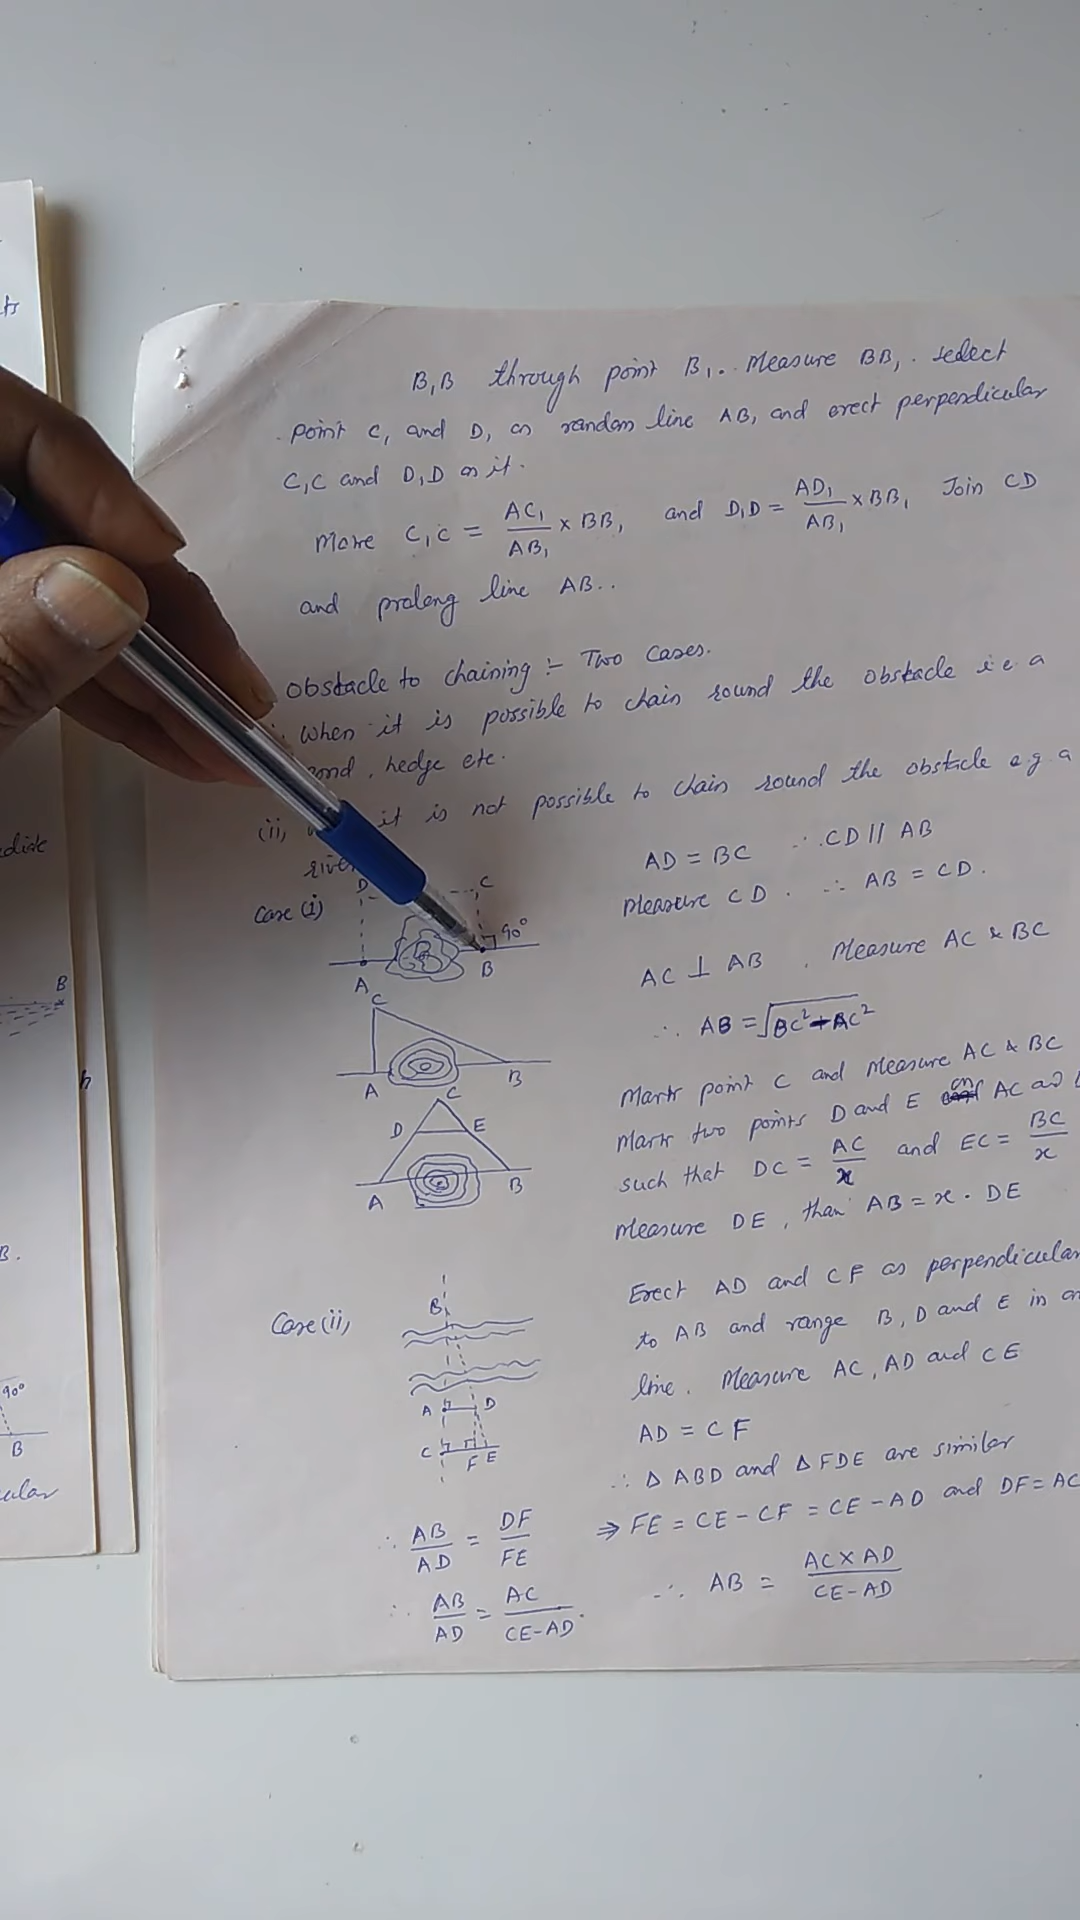 B,B through point B₁. Measure BB₁. select
point C, and D, on random line AB, and erect perpendicular
C₁C and D₁D on it.
Make C₁C = AC₁/AB₁ × BB₁ and D₁D = AD₁/AB₁ × BB₁ Join CD
and prolong line AB..
Obstacle to chaining :- Two Cases.
When it is possible to chain round the obstacle i.e a
hedge etc.
(ii) it is not possible to chain round the obstacle e.g. a
Case (i)
D C
90°
A B
AD = BC ∴ CD || AB
Measure CD. ∴ AB = CD.
C
A B
AC ⊥ AB , Measure AC & BC
∴ AB = √BC² - AC²
C
D E
A B
Mark point C and Measure AC & BC
Mark two points D and E on AC and
such that DC = AC/x and EC = BC/x
Measure DE, than AB = x . DE
Case (ii)
B
A D
C F E
Erect AD and CF as perpendicular
to AB and range B, D and E in on
line. Measure AC, AD and CE
AD = CF
∴ Δ ABD and Δ FDE are similar
∴ AB/AD = DF/FE ⇒ FE = CE - CF = CE - AD and DF = AC
∴ AB/AD = AC/CE-AD. ∴ AB = AC X AD/CE-AD
B
90°
B